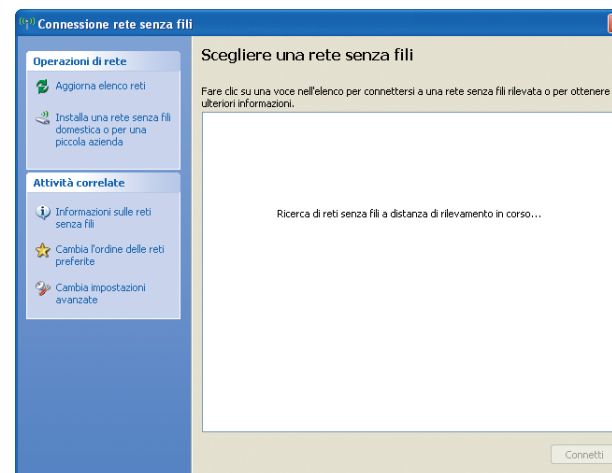 Connessione rete senza fili
Operazioni di rete
Aggiorna elenco reti
Installa una rete senza fili
domestica o per una
piccola azienda
Attività correlate
Informazioni sulle reti
senza fili
Cambia l'ordine delle reti
preferite
Cambia impostazioni
avanzate
Scegliere una rete senza fili
Fare clic su una voce nell'elenco per connettersi a una rete senza fili rilevata o per ottenere
ulteriori informazioni.
Ricerca di reti senza fili a distanza di rilevamento in corso...
Connetti